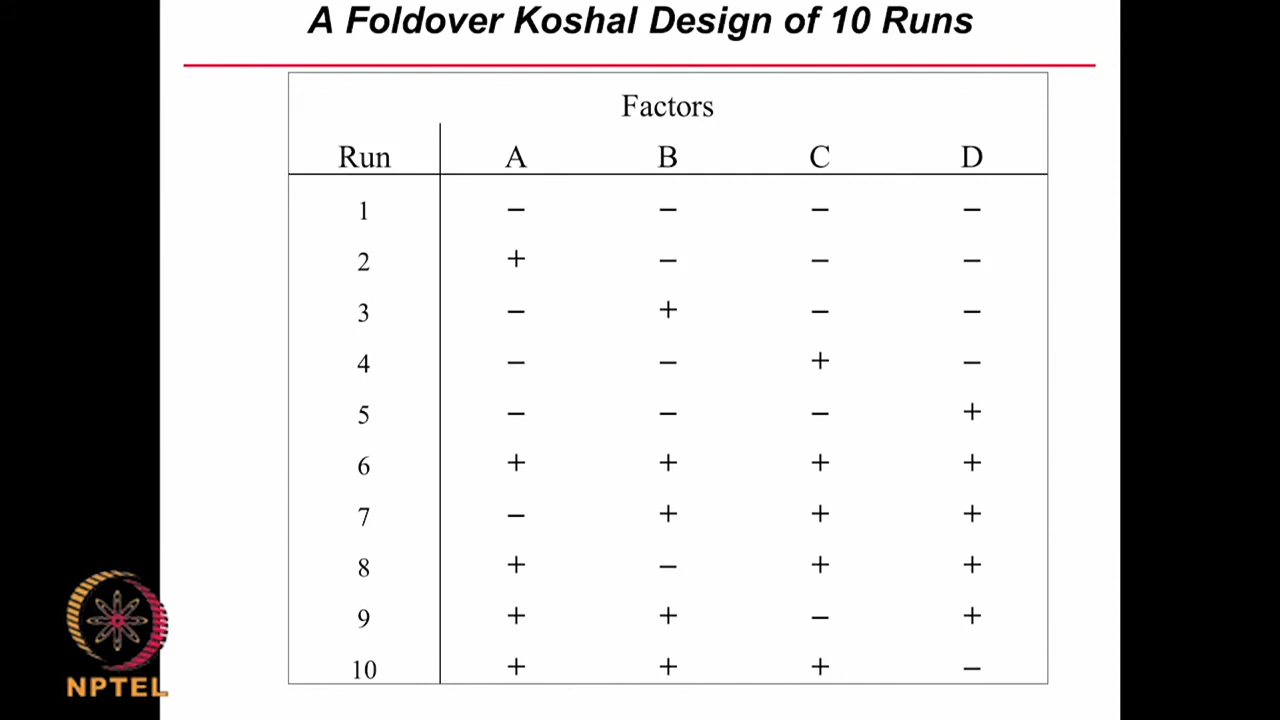 A Foldover Koshal Design of 10 Runs
Factors
Run A B C D
1 − − − −
2 + − − −
3 − + − −
4 − − + −
5 − − − +
6 + + + +
7 − + + +
8 + − + +
9 + + − +
10 + + + −
NPTEL